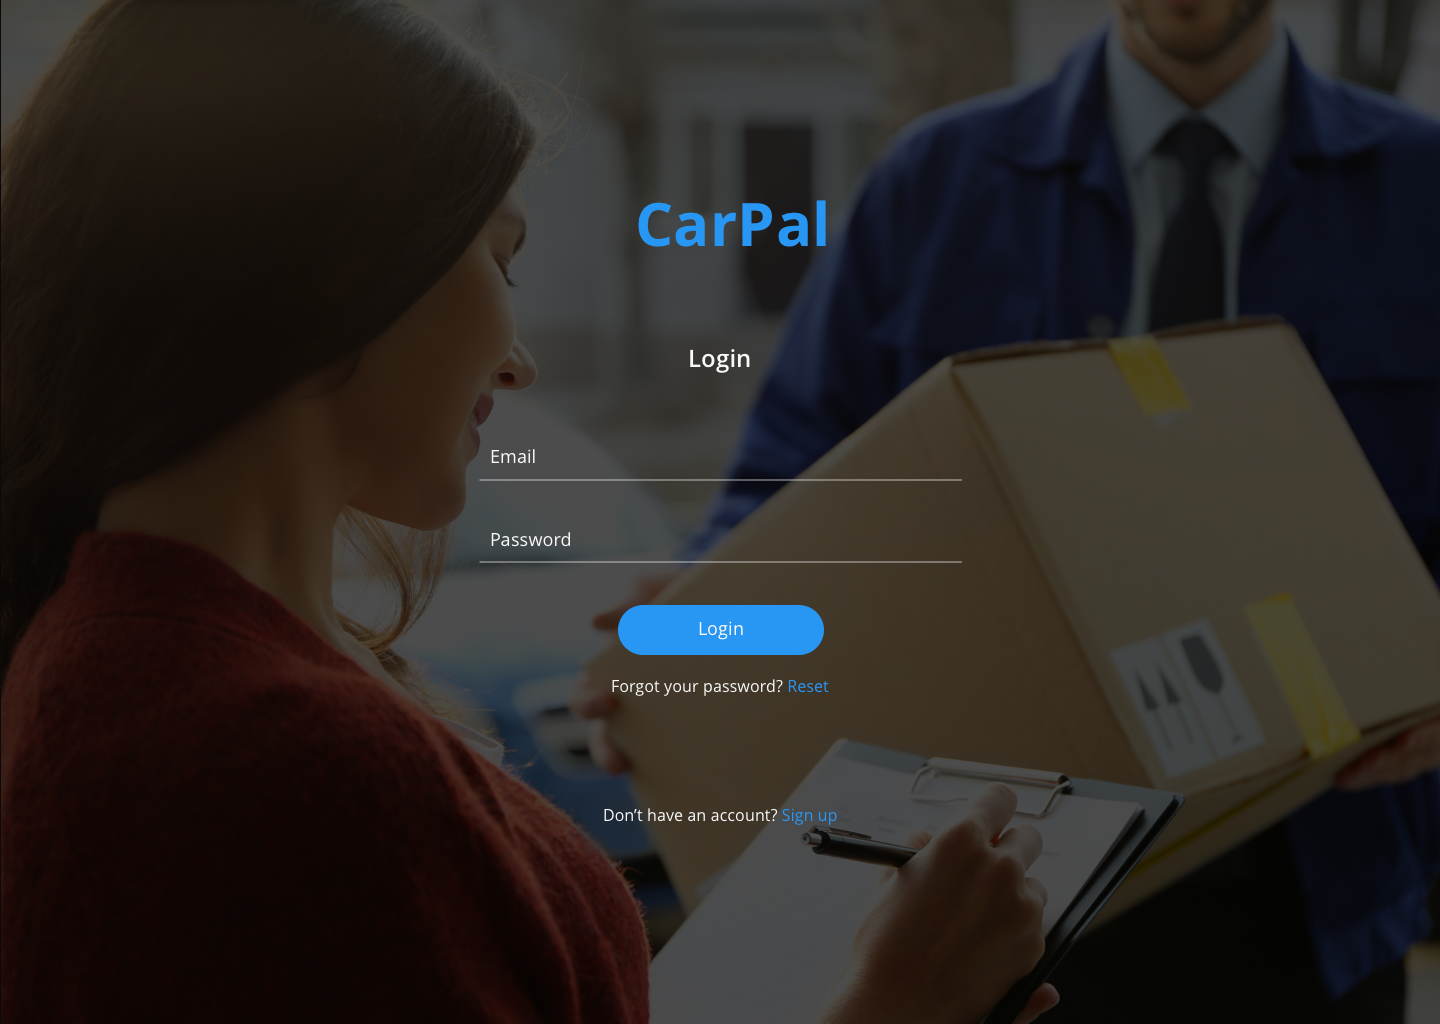 CarPal
Login
Email
Password
Login
Forgot your password? Reset
Don’t have an account? Sign up